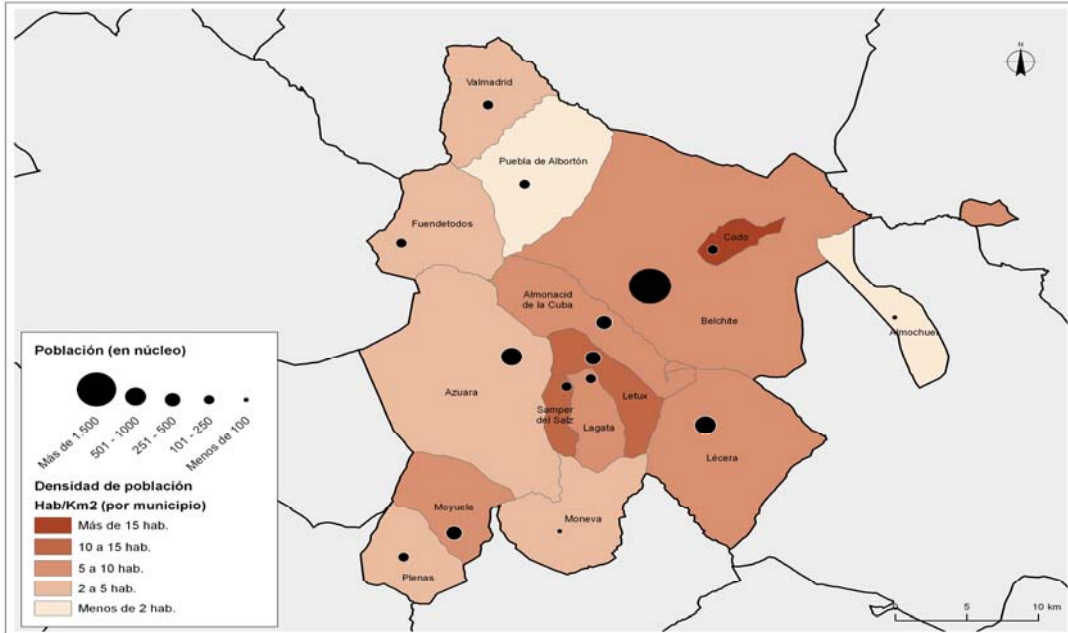 N
Valmadrid
Puebla de Albortón
Fuendetodos
Codo
Almonacid
de la Cuba
Belchite
Almochuel
Azuara
Samper
del Salz
Letux
Lagata
Lécera
Moyuela
Moneva
Plenas
Población (en núcleo)
Más de 1.500
501 - 1000
251 - 500
101 - 250
Menos de 100
Densidad de población
Hab/Km2 (por municipio)
Más de 15 hab.
10 a 15 hab.
5 a 10 hab.
2 a 5 hab.
Menos de 2 hab.
0 5 10 km